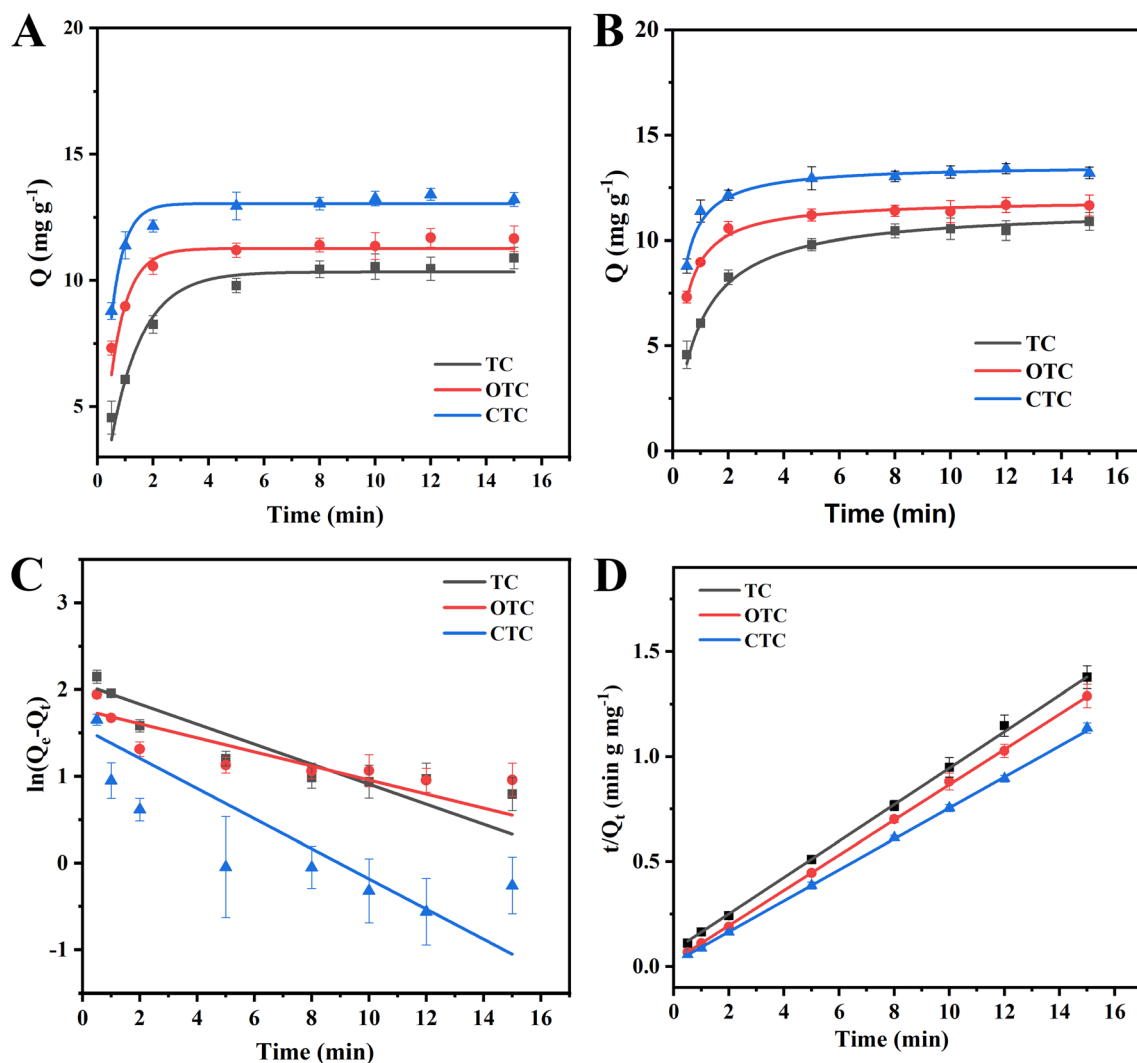 A
20
15
10
5
0 2 4 6 8 10 12 14 16
Q (mg g-1)
Time (min)
TC
OTC
CTC
B
20
15
10
5
0
0 2 4 6 8 10 12 14 16
Q (mg g-1)
Time (min)
TC
OTC
CTC
C
3
2
1
0
-1
0 2 4 6 8 10 12 14 16
ln(Qe-Qt)
Time (min)
TC
OTC
CTC
D
1.5
1.0
0.5
0.0
0 2 4 6 8 10 12 14 16
t/Qt (min g mg-1)
Time (min)
TC
OTC
CTC